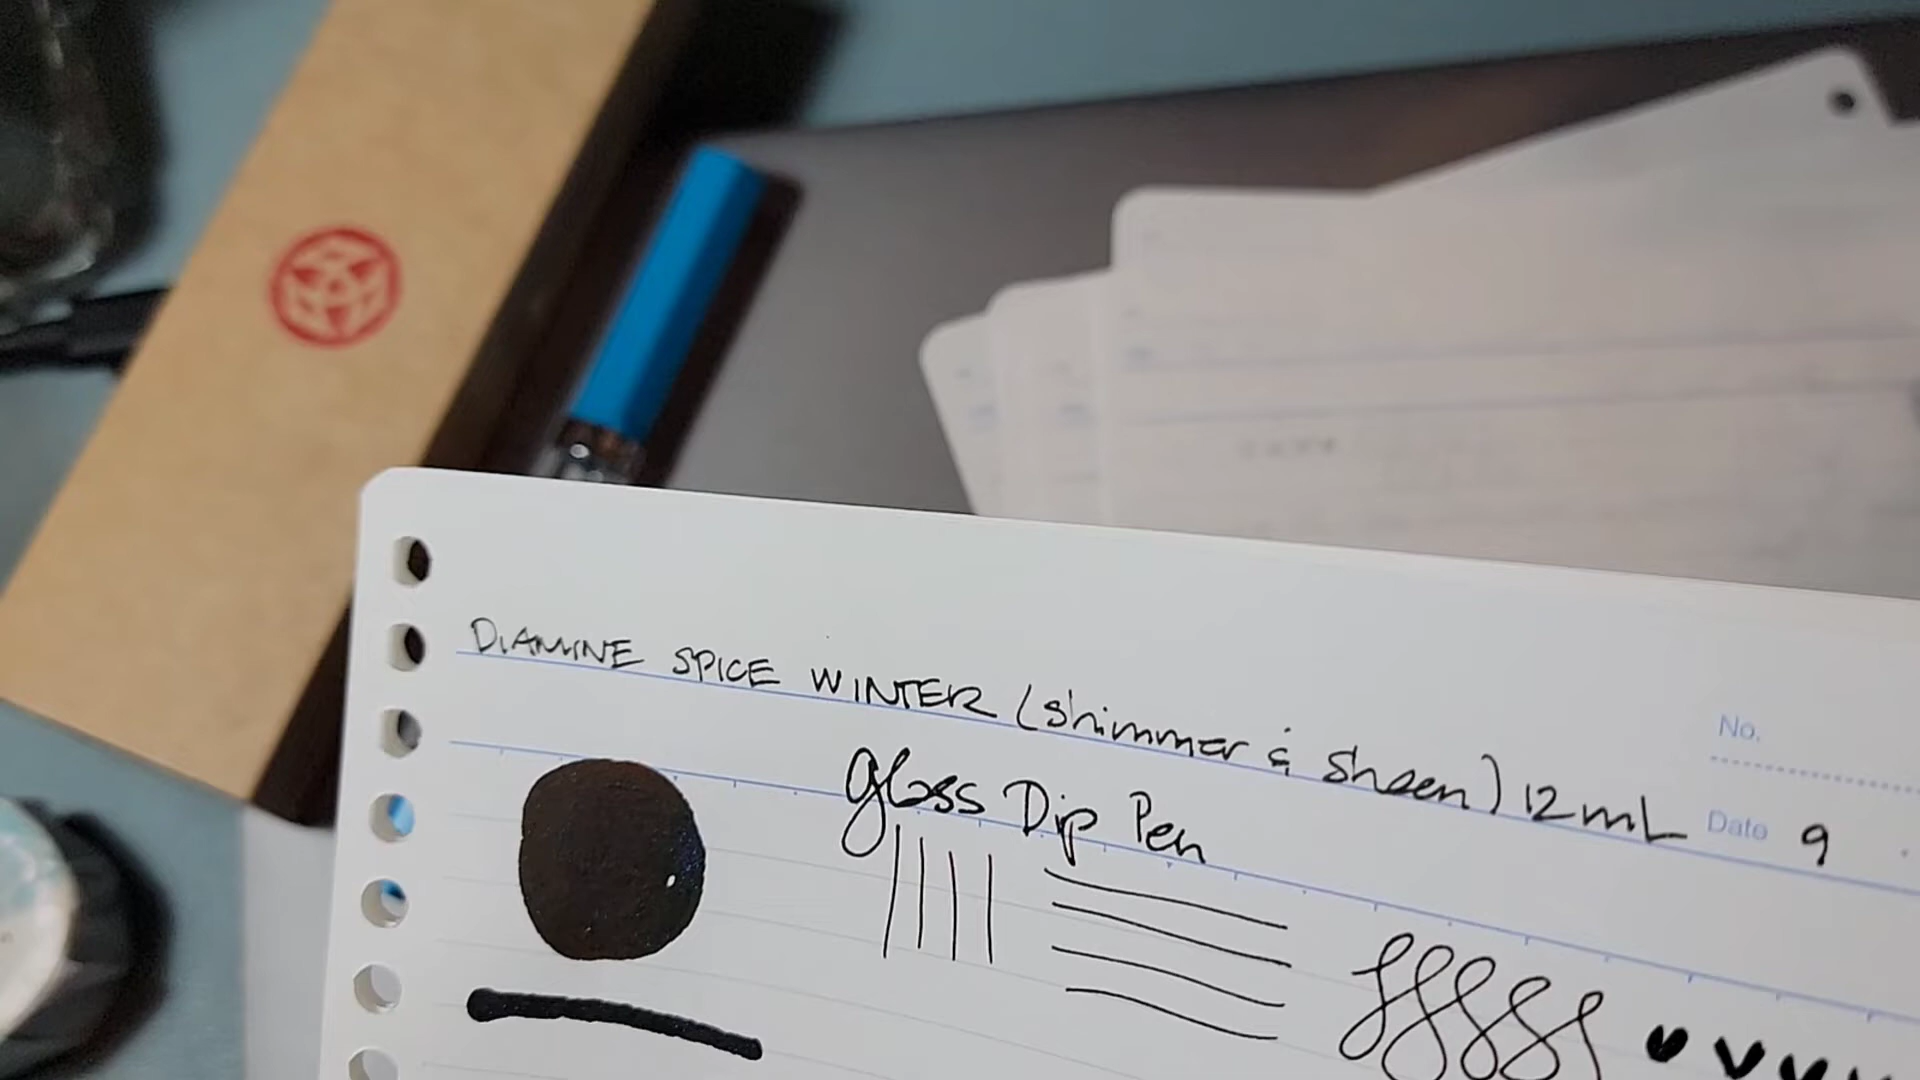 DIAMINE SPICE WINTER (shimmer & sheen) 12mL
No.
glass Dip Pen
Date 9